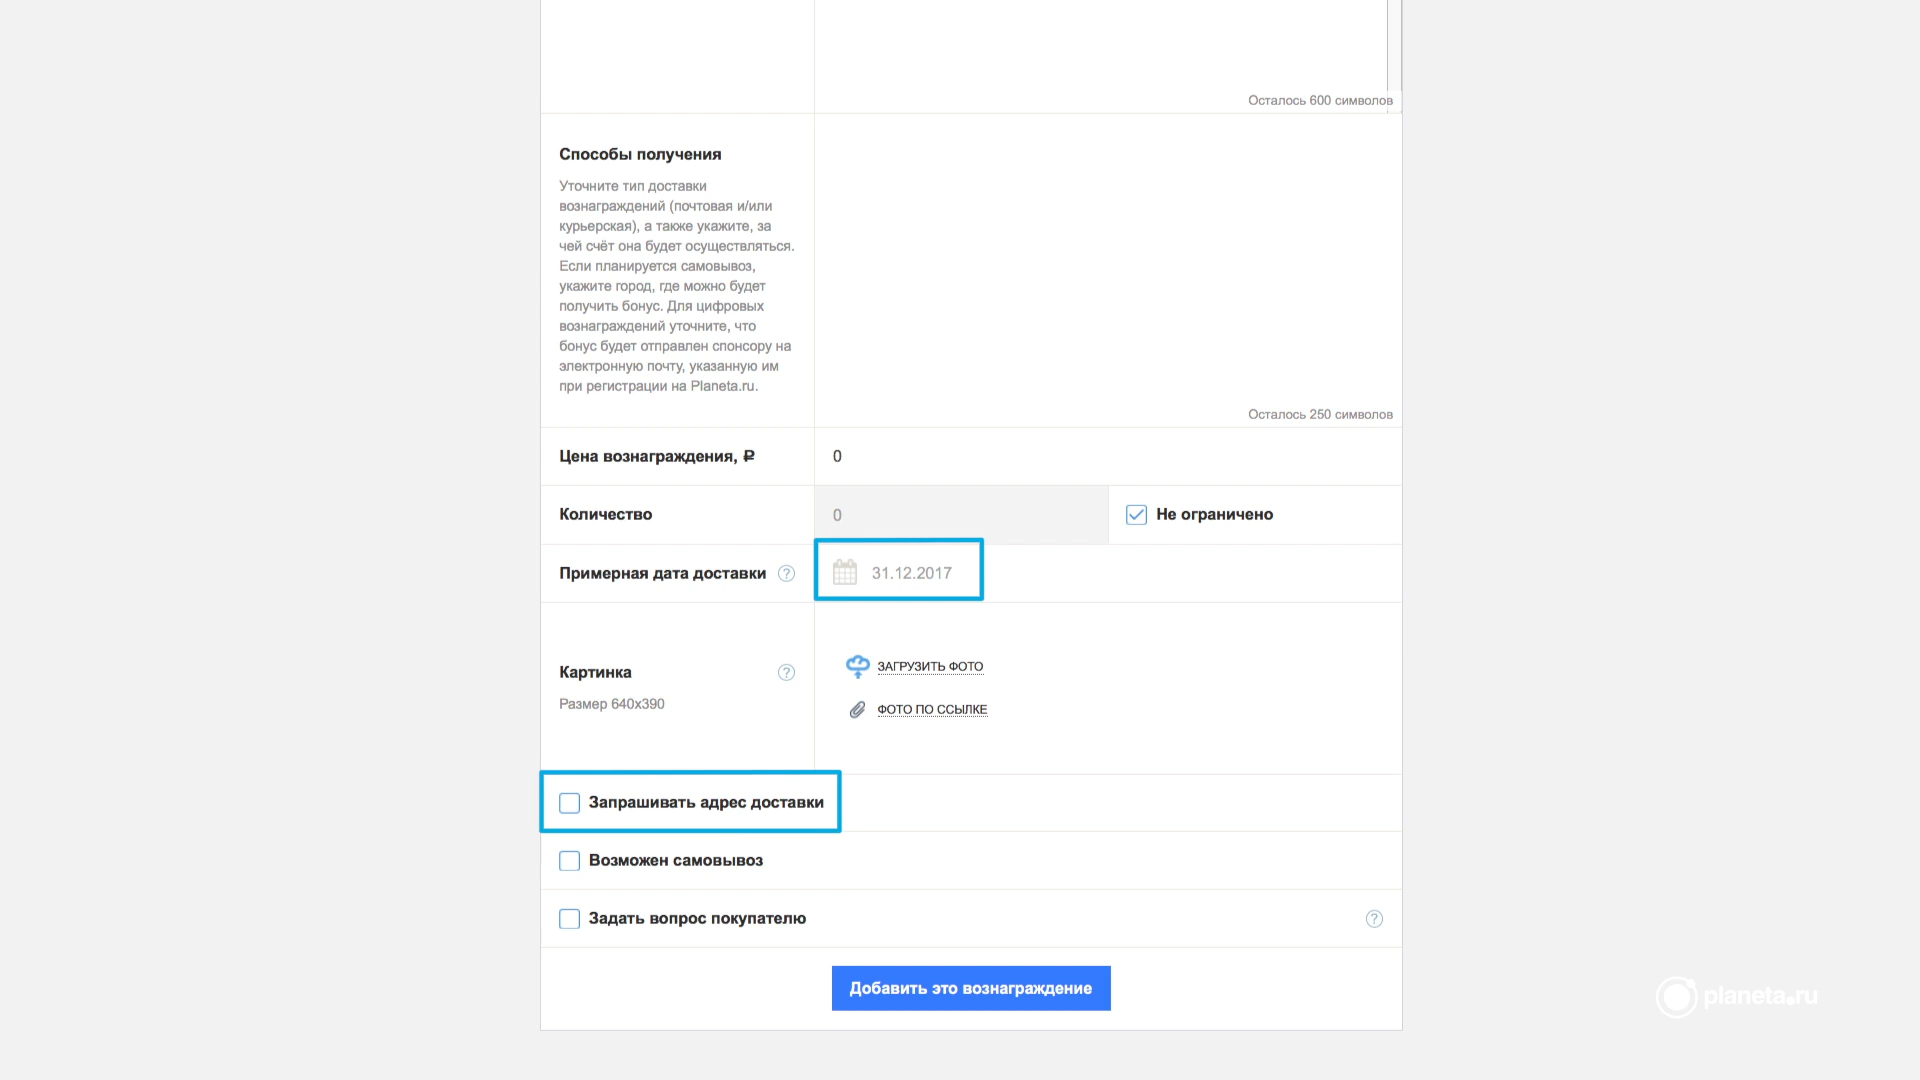 Осталось 600 символов
Способы получения
Уточните тип доставки
вознаграждений (почтовая и/или
курьерская), а также укажите, за
чей счёт она будет осуществляться.
Если планируется самовывоз,
укажите город, где можно будет
получить бонус. Для цифровых
вознаграждений уточните, что
бонус будет отправлен спонсору на
электронную почту, указанную им
при регистрации на Planeta.ru.
Осталось 250 символов
Цена вознаграждения, ₽ 0
Количество 0 Не ограничено
Примерная дата доставки ? 31.12.2017
Картинка ?
Размер 640x390
ЗАГРУЗИТЬ ФОТО
ФОТО ПО ССЫЛКЕ
Запрашивать адрес доставки
Возможен самовывоз
Задать вопрос покупателю ?
Добавить это вознаграждение
planeta.ru